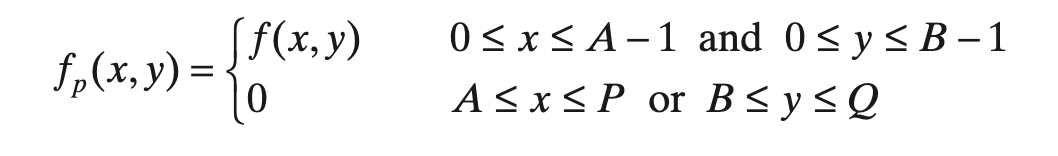 f_p(x, y) = { f(x, y)    0 ≤ x ≤ A – 1 and 0 ≤ y ≤ B – 1
0    A ≤ x ≤ P or B ≤ y ≤ Q